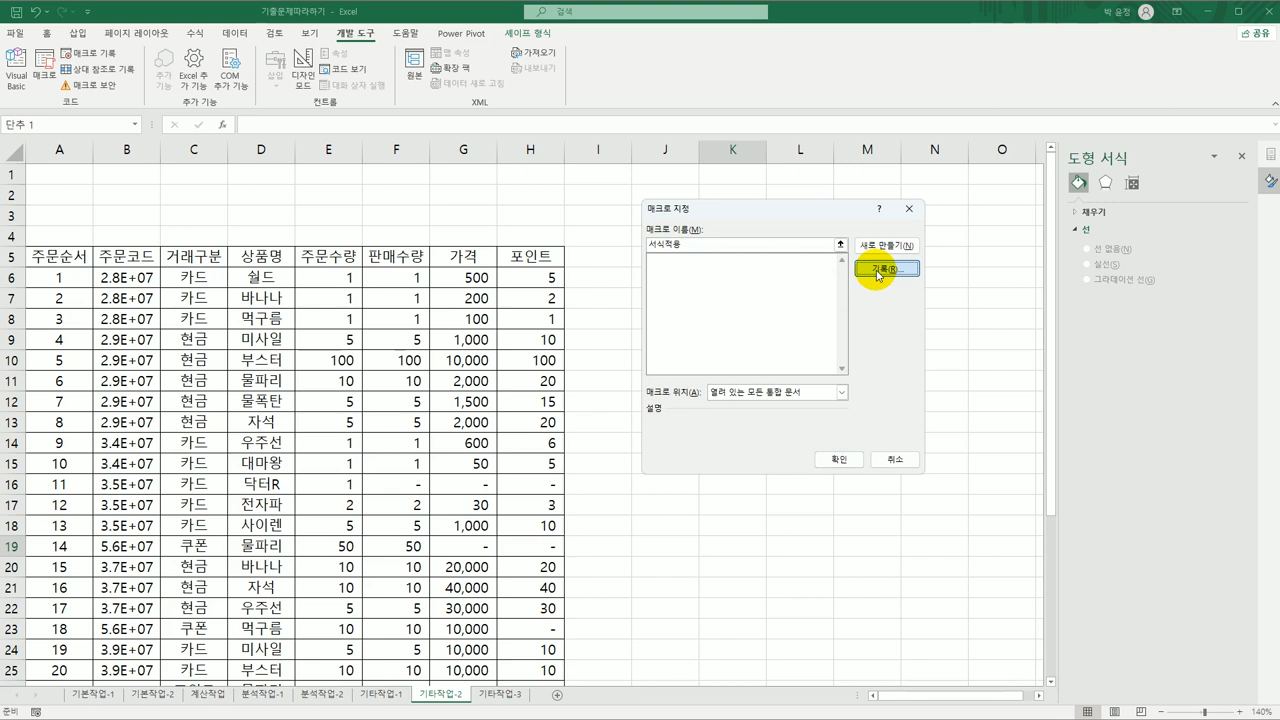 기출문제따라하기 - Excel
검색
박 윤정
파일 홈 삽입 페이지 레이아웃 수식 데이터 검토 보기 개발 도구 도움말 Power Pivot 셰이프 형식
공유
Visual Basic
매크로
매크로 기록
상대 참조로 기록
매크로 보안
코드
추가 기능
Excel 추가 기능
COM 추가 기능
추가 기능
삽입
디자인 모드
속성
코드 보기
대화 상자 실행
컨트롤
원본
맵 속성
확장 팩
데이터 새로 고침
가져오기
내보내기
XML
단추 1
fx
A B C D E F G H I J K L M N O
1
2
3
4
5 주문순서 주문코드 거래구분 상품명 주문수량 판매수량 가격 포인트
6 1 2.8E+07 카드 쉴드 1 1 500 5
7 2 2.8E+07 카드 바나나 1 1 200 2
8 3 2.8E+07 카드 먹구름 1 1 100 1
9 4 2.9E+07 현금 미사일 5 5 1,000 10
10 5 2.9E+07 현금 부스터 100 100 10,000 100
11 6 2.9E+07 현금 물파리 10 10 2,000 20
12 7 2.9E+07 현금 물폭탄 5 5 1,500 15
13 8 2.9E+07 현금 자석 5 5 2,000 20
14 9 3.4E+07 카드 우주선 1 1 600 6
15 10 3.4E+07 카드 대마왕 1 1 50 5
16 11 3.5E+07 카드 닥터R 1 - - -
17 12 3.5E+07 카드 전자파 2 2 30 3
18 13 3.5E+07 카드 사이렌 5 5 1,000 10
19 14 5.6E+07 쿠폰 물파리 50 50 - -
20 15 3.7E+07 현금 바나나 10 10 20,000 20
21 16 3.7E+07 현금 자석 10 10 40,000 40
22 17 3.7E+07 현금 우주선 5 5 30,000 30
23 18 5.6E+07 쿠폰 먹구름 10 10 10,000 -
24 19 3.9E+07 카드 미사일 5 5 10,000 10
25 20 3.9E+07 카드 부스터 10 10 10,000 10
매크로 지정
?
매크로 이름(M):
서식적용
새로 만들기(N)
기록(R)...
매크로 위치(A): 열려 있는 모든 통합 문서
설명
확인 취소
도형 서식
채우기
선
선 없음(N)
실선(S)
그라데이션 선(G)
기본작업-1 기본작업-2 계산작업 분석작업-1 분석작업-2 기타작업-1 기타작업-2 기타작업-3
준비
140%